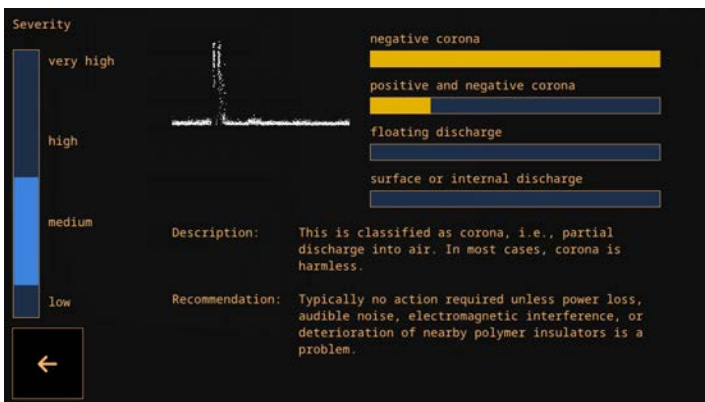 Severity
very high
high
medium
low
negative corona
positive and negative corona
floating discharge
surface or internal discharge
Description:
This is classified as corona, i.e., partial
discharge into air. In most cases, corona is
harmless.
Recommendation:
Typically no action required unless power loss,
audible noise, electromagnetic interference, or
deterioration of nearby polymer insulators is a
problem.